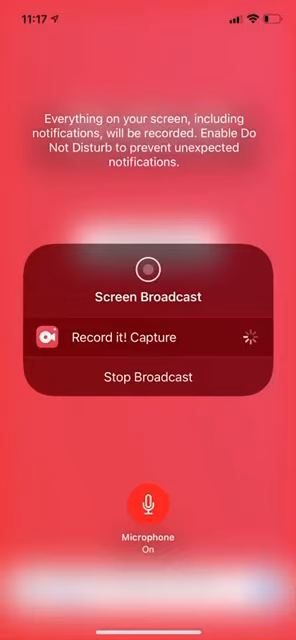 11:17
Everything on your screen, including
notifications, will be recorded. Enable Do
Not Disturb to prevent unexpected
notifications.
Screen Broadcast
Record it! Capture
Stop Broadcast
Microphone
On